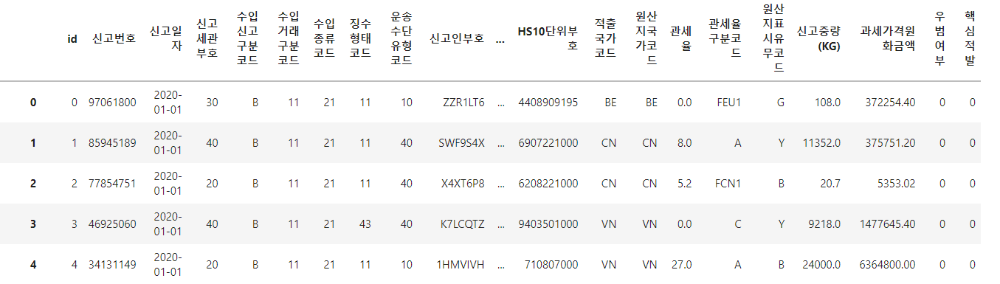 id 신고번호 신고일자 신고세관부호 수입신고구분코드 수입거래구분코드 수입종류코드 징수형태코드 운송수단유형코드 신고인부호 ... HS10단위부호 적출국가코드 원산지국가코드 관세율 관세율구분코드 원산지표시유무코드 신고중량(KG) 과세가격원화금액 우범여부 핵심적발
0 0 97061800 2020-01-01 30 B 11 21 11 10 ZZR1LT6 ... 4408909195 BE BE 0.0 FEU1 G 108.0 372254.40 0 0
1 1 85945189 2020-01-01 40 B 11 21 11 40 SWF9S4X ... 6907221000 CN CN 8.0 A Y 11352.0 375751.20 0 0
2 2 77854751 2020-01-01 20 B 11 21 11 40 X4XT6P8 ... 6208221000 CN CN 5.2 FCN1 B 20.7 5353.02 0 0
3 3 46925060 2020-01-01 40 B 11 21 43 40 K7LCQTZ ... 9403501000 VN VN 0.0 C Y 9218.0 1477645.40 0 0
4 4 34131149 2020-01-01 20 B 11 21 11 10 1HMVIVH ... 710807000 VN VN 27.0 A B 24000.0 6364800.00 0 0